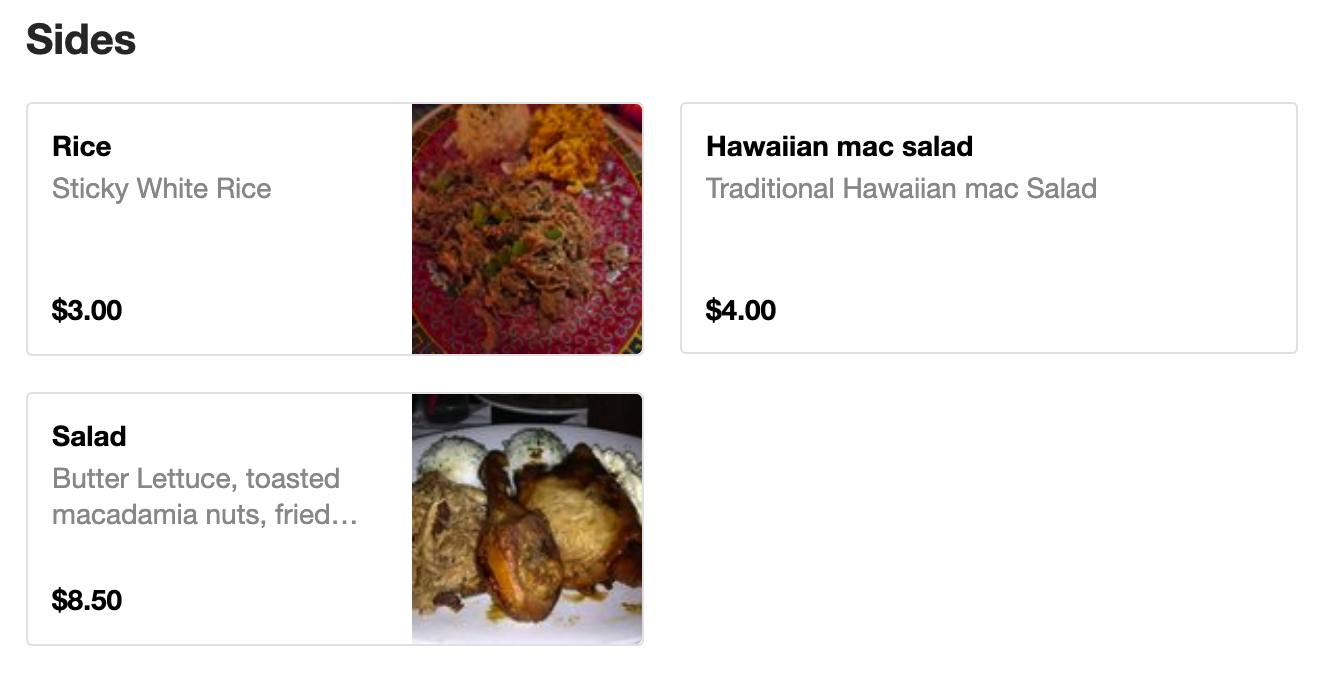 Sides
Rice
Sticky White Rice
$3.00
Hawaiian mac salad
Traditional Hawaiian mac Salad
$4.00
Salad
Butter Lettuce, toasted
macadamia nuts, fried...
$8.50